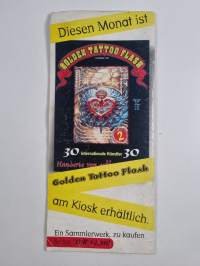 Diesen Monat ist
GOLDEN TATTOO FLASH
2
30 Internationale Künstler 30
Hunderte von
Golden Tattoo Flash
am Kiosk erhältlich.
Ein Sammlerwerk, zu kaufen